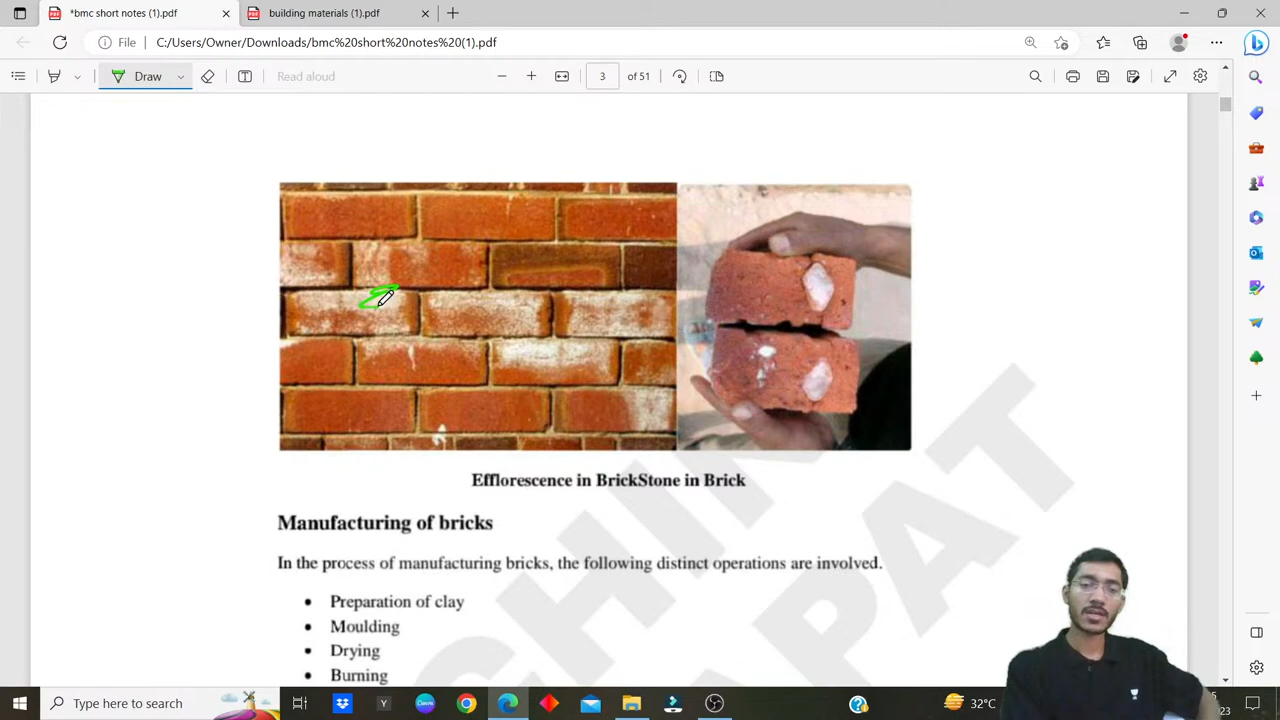 *bmc short notes (1).pdf
building materials (1).pdf
File
C:/Users/Owner/Downloads/bmc%20short%20notes%20(1).pdf
Draw
Read aloud
3
of 51
Efflorescence in BrickStone in Brick
Manufacturing of bricks
In the process of manufacturing bricks, the following distinct operations are involved.
• Preparation of clay
• Moulding
• Drying
• Burning
Type here to search
32°C